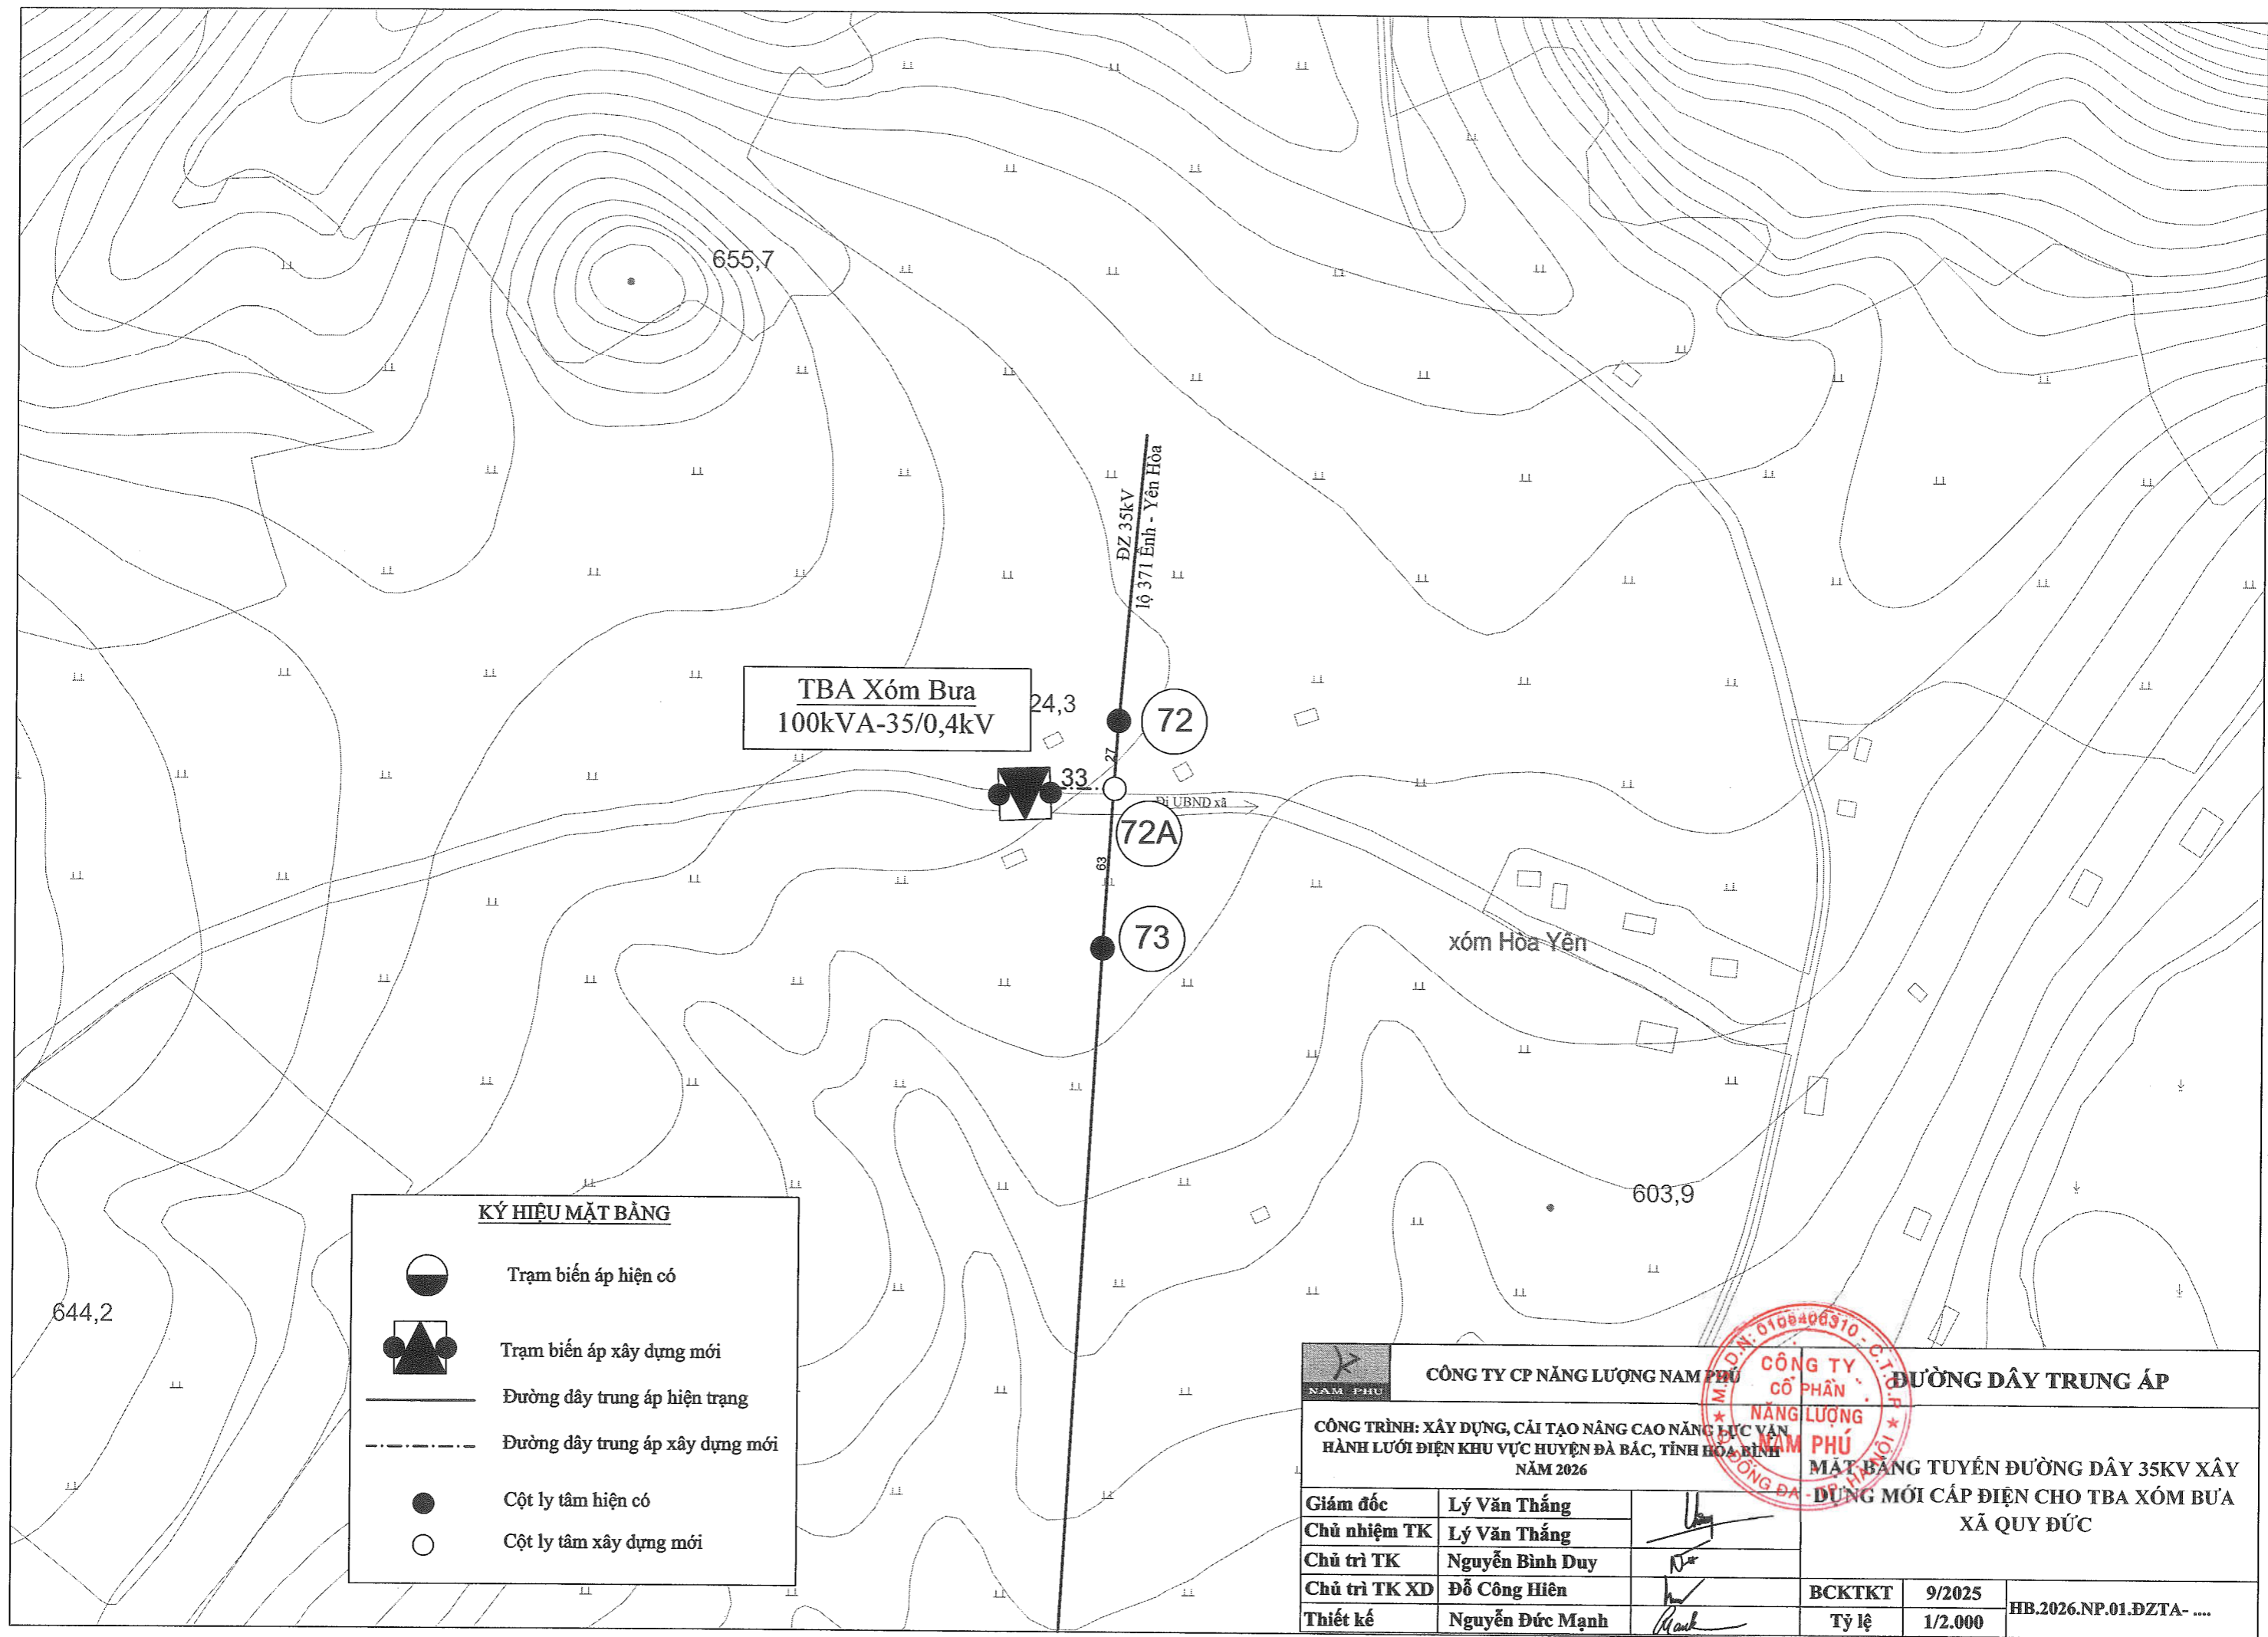 655,7
ĐZ 35kV
lộ 371 Ênh - Yên Hòa
TBA Xóm Bưa
100kVA-35/0,4kV
24,3
72
27
33
Đi UBND xã
72A
63
73
xóm Hòa Yên
603,9
644,2
KÝ HIỆU MẶT BẰNG
Trạm biến áp hiện có
Trạm biến áp xây dựng mới
Đường dây trung áp hiện trạng
Đường dây trung áp xây dựng mới
Cột ly tâm hiện có
Cột ly tâm xây dựng mới
NAM PHU
CÔNG TY CP NĂNG LƯỢNG NAM PHÚ
ĐƯỜNG DÂY TRUNG ÁP
CÔNG TRÌNH: XÂY DỰNG, CẢI TẠO NÂNG CAO NĂNG LỰC VẬN
HÀNH LƯỚI ĐIỆN KHU VỰC HUYỆN ĐÀ BẮC, TỈNH HÒA BÌNH
NĂM 2026
MẶT BẰNG TUYẾN ĐƯỜNG DÂY 35KV XÂY
DỰNG MỚI CẤP ĐIỆN CHO TBA XÓM BƯA
XÃ QUY ĐỨC
Giám đốc Lý Văn Thắng
Chủ nhiệm TK Lý Văn Thắng
Chủ trì TK Nguyễn Bình Duy
Chủ trì TK XD Đỗ Công Hiên
Thiết kế Nguyễn Đức Mạnh
BCKTKT 9/2025
Tỷ lệ 1/2.000
HB.2026.NP.01.ĐZTA- ....
CÔNG TY
CỔ PHẦN
NĂNG LƯỢNG
NAM PHÚ
C.T.C.P
ĐỐNG ĐA - TP. HÀ NỘI